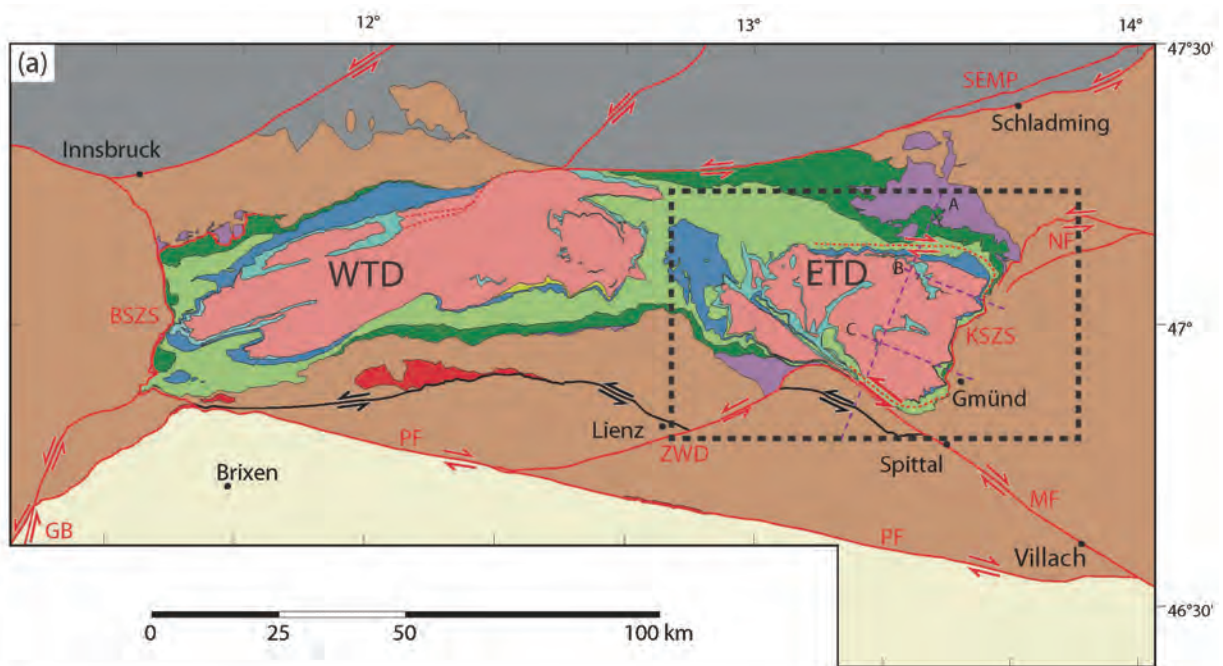 12°
13°
14°
(a)
47°30'
SEMP
Schladming
Innsbruck
A
NF
WTD
ETD
B
BSZS
C
KSZS
47°
Gmünd
Lienz
PF
ZWD
Spittal
Brixen
MF
GB
PF
Villach
46°30'
0 25 50 100 km